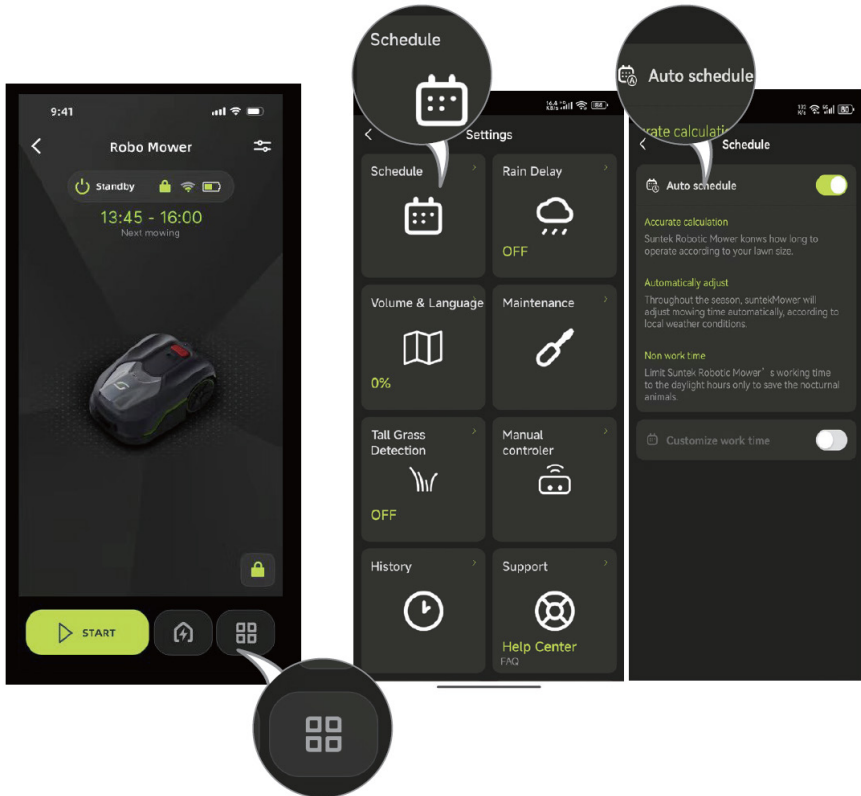 9:41
Robo Mower
Standby
13:45 - 16:00
Next mowing
START
Schedule
Settings
Schedule
Rain Delay
OFF
Volume & Language
Maintenance
0%
Tall Grass
Detection
Manual
controler
OFF
History
Support
Help Center
FAQ
Auto schedule
rate calculati
Schedule
Auto schedule
Accurate calculation
Suntek Robotic Mower konws how long to
operate according to your lawn size.
Automatically adjust
Throughout the season, suntekMower will
adjust mowing time automatically, according to
local weather conditions.
Non work time
Limit Suntek Robotic Mower' s working time
to the daylight hours only to save the nocturnal
animals.
Customize work time